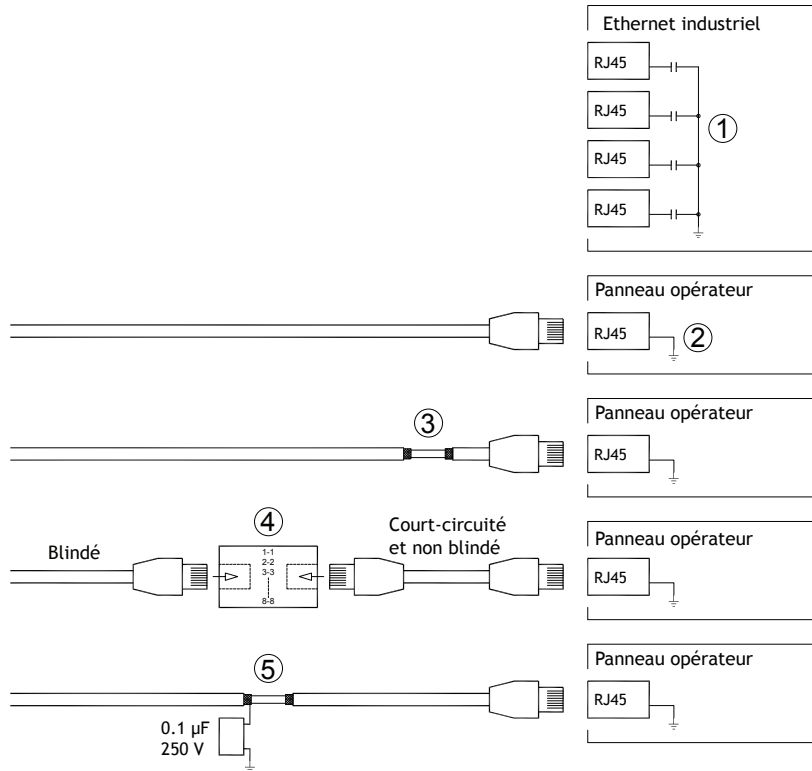 Ethernet industriel
RJ45
RJ45
1
RJ45
RJ45
Panneau opérateur
RJ45
2
Panneau opérateur
3
RJ45
4
Court-circuité
et non blindé
Panneau opérateur
Blindé
1-1
2-2
3-3
8-8
RJ45
5
Panneau opérateur
RJ45
0.1 µF
250 V